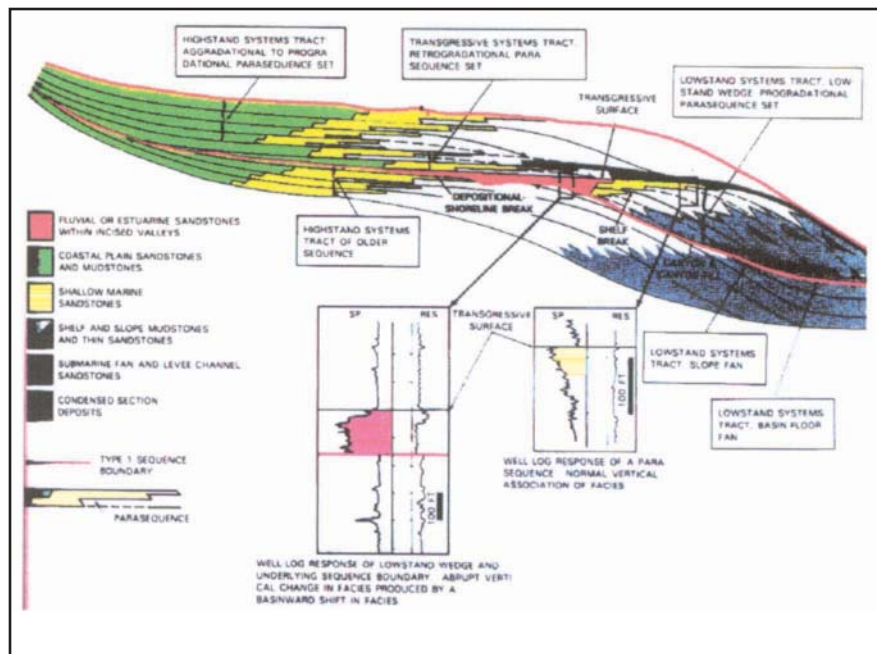 HIGHSTAND SYSTEMS TRACT
AGGRADATIONAL TO PROGRA
DATIONAL PARASEQUENCE SET
TRANSGRESSIVE SYSTEMS TRACT.
RETROGRADATIONAL PARA
SEQUENCE SET
LOWSTAND SYSTEMS TRACT. LOW
STAND WEDGE PROGRADATIONAL
PARASEQUENCE SET
TRANSGRESSIVE
SURFACE
DEPOSITIONAL-
SHORELINE BREAK
SHELF
BREAK
HIGHSTAND SYSTEMS
TRACT OF OLDER
SEQUENCE
FLUVIAL OR ESTUARINE SANDSTONES
WITHIN INCISED VALLEYS
COASTAL PLAIN SANDSTONES
AND MUDSTONES
SHALLOW MARINE
SANDSTONES
SHELF AND SLOPE MUDSTONES
AND THIN SANDSTONES
SUBMARINE FAN AND LEVEE CHANNEL
SANDSTONES
CONDENSED SECTION
DEPOSITS
TYPE 1 SEQUENCE
BOUNDARY
PARASEQUENCE
SP RES
TRANSGRESSIVE
SURFACE
SP RES
100 FT
100 FT
LOWSTAND SYSTEMS
TRACT. SLOPE FAN
LOWSTAND SYSTEMS
TRACT. BASIN FLOOR
FAN
WELL LOG RESPONSE OF A PARA
SEQUENCE NORMAL VERTICAL
ASSOCIATION OF FACIES
WELL LOG RESPONSE OF LOWSTAND WEDGE AND
UNDERLYING SEQUENCE BOUNDARY ABRUPT VERTI
CAL CHANGE IN FACIES PRODUCED BY A
BASINWARD SHIFT IN FACIES